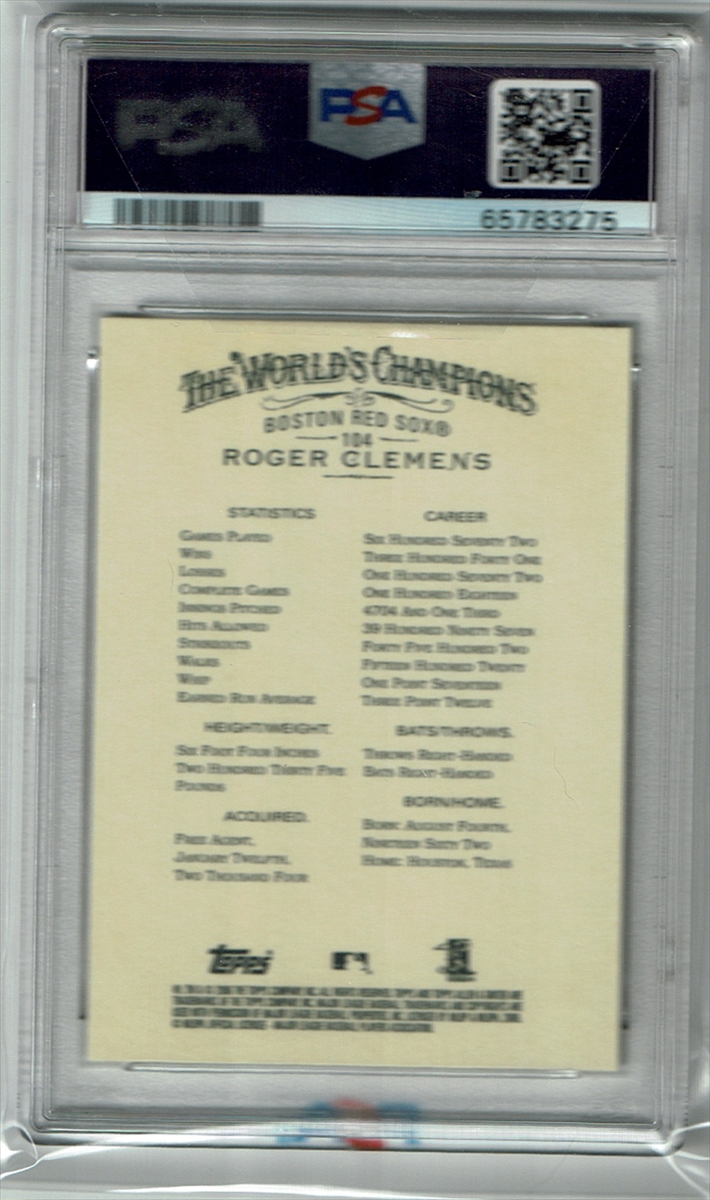 PSA
PSA
65783275
THE WORLD'S CHAMPIONS
BOSTON RED SOX®
104
ROGER CLEMENS
STATISTICS CAREER
GAMES PLAYED SIX HUNDRED SEVENTY TWO
WINS THREE HUNDRED FORTY ONE
LOSSES ONE HUNDRED SEVENTY TWO
COMPLETE GAMES ONE HUNDRED EIGHTEEN
INNINGS PITCHED 4704 AND ONE THIRD
HITS ALLOWED 39 HUNDRED NINETY SEVEN
STRIKEOUTS FORTY FIVE HUNDRED TWO
WALKS FIFTEEN HUNDRED TWENTY
WHIP ONE POINT SEVENTEEN
EARNED RUN AVERAGE THREE POINT TWELVE
HEIGHT/WEIGHT.
SIX FOOT FOUR INCHES
TWO HUNDRED THIRTY FIVE
POUNDS
ACQUIRED.
FREE AGENT,
JANUARY TWELFTH,
TWO THOUSAND FOUR
BATS/THROWS.
THROWS RIGHT-HANDED
BATS RIGHT-HANDED
BORN/HOME.
BORN: AUGUST FOURTH,
NINETEEN SIXTY TWO
HOME: HOUSTON, TEXAS
Topps